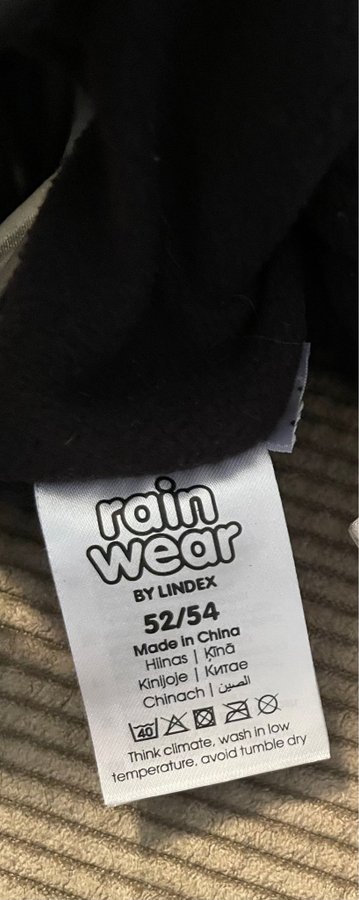 rain
wear
BY LINDEX
52/54
Made in China
Hiinas | Ķīnā
Kinijoje | Китае
Chinach | الصين
40
Think climate, wash in low
temperature, avoid tumble dry